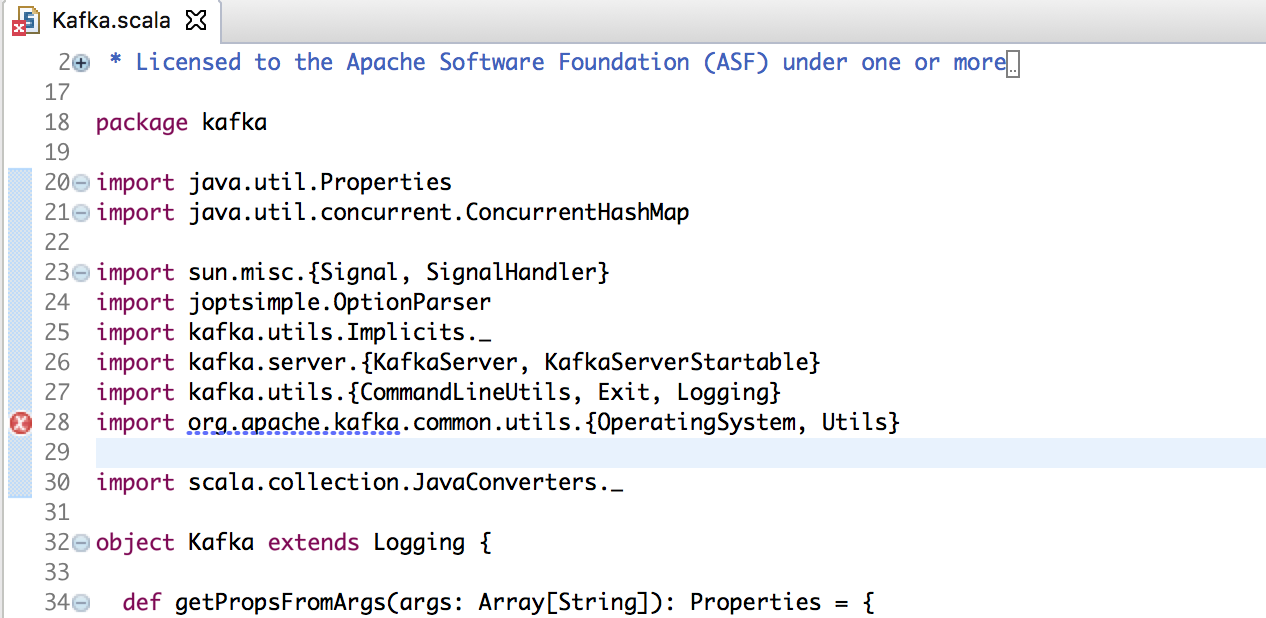 Kafka.scala
2 * Licensed to the Apache Software Foundation (ASF) under one or more..
17
18 package kafka
19
20 import java.util.Properties
21 import java.util.concurrent.ConcurrentHashMap
22
23 import sun.misc.{Signal, SignalHandler}
24 import joptsimple.OptionParser
25 import kafka.utils.Implicits._
26 import kafka.server.{KafkaServer, KafkaServerStartable}
27 import kafka.utils.{CommandLineUtils, Exit, Logging}
28 import org.apache.kafka.common.utils.{OperatingSystem, Utils}
29
30 import scala.collection.JavaConverters._
31
32 object Kafka extends Logging {
33
34 def getPropsFromArgs(args: Array[String]): Properties = {